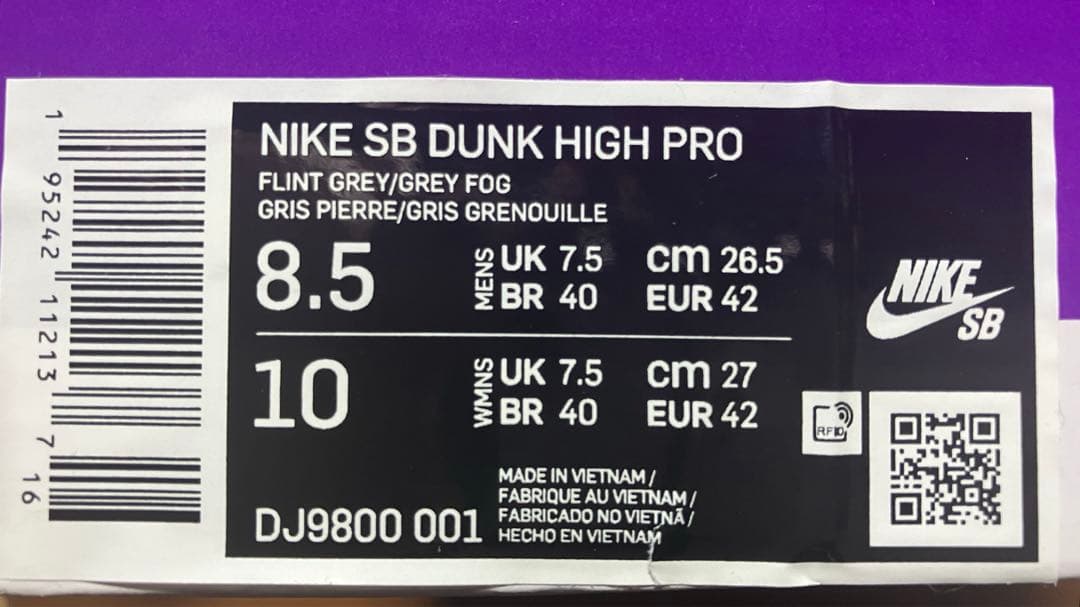 1 95242 11213 7 16
NIKE SB DUNK HIGH PRO
FLINT GREY/GREY FOG
GRIS PIERRE/GRIS GRENOUILLE
8.5 MENS UK 7.5 cm 26.5
BR 40 EUR 42
10 WMNS UK 7.5 cm 27
BR 40 EUR 42
MADE IN VIETNAM /
FABRIQUE AU VIETNAM /
FABRICADO NO VIETNÃ /
HECHO EN VIETNAM
DJ9800 001
NIKE
SB
RFID